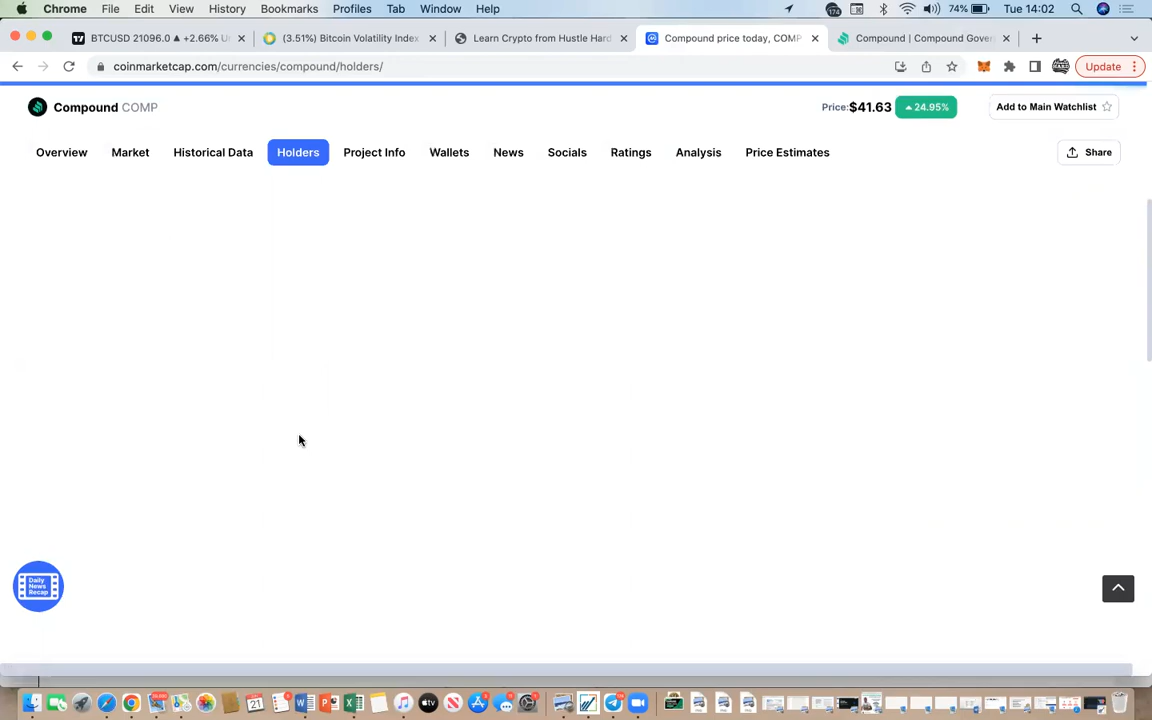 Chrome File Edit View History Bookmarks Profiles Tab Window Help 74% Tue 14:02
BTCUSD 21096.0 ▲ +2.66% (3.51%) Bitcoin Volatility Index Learn Crypto from Hustle Hard Compound price today, COMP Compound | Compound Gover
coinmarketcap.com/currencies/compound/holders/ Update
Compound COMP Price: $41.63 24.95% Add to Main Watchlist
Overview Market Historical Data Holders Project Info Wallets News Socials Ratings Analysis Price Estimates Share
Daily
News
Recap